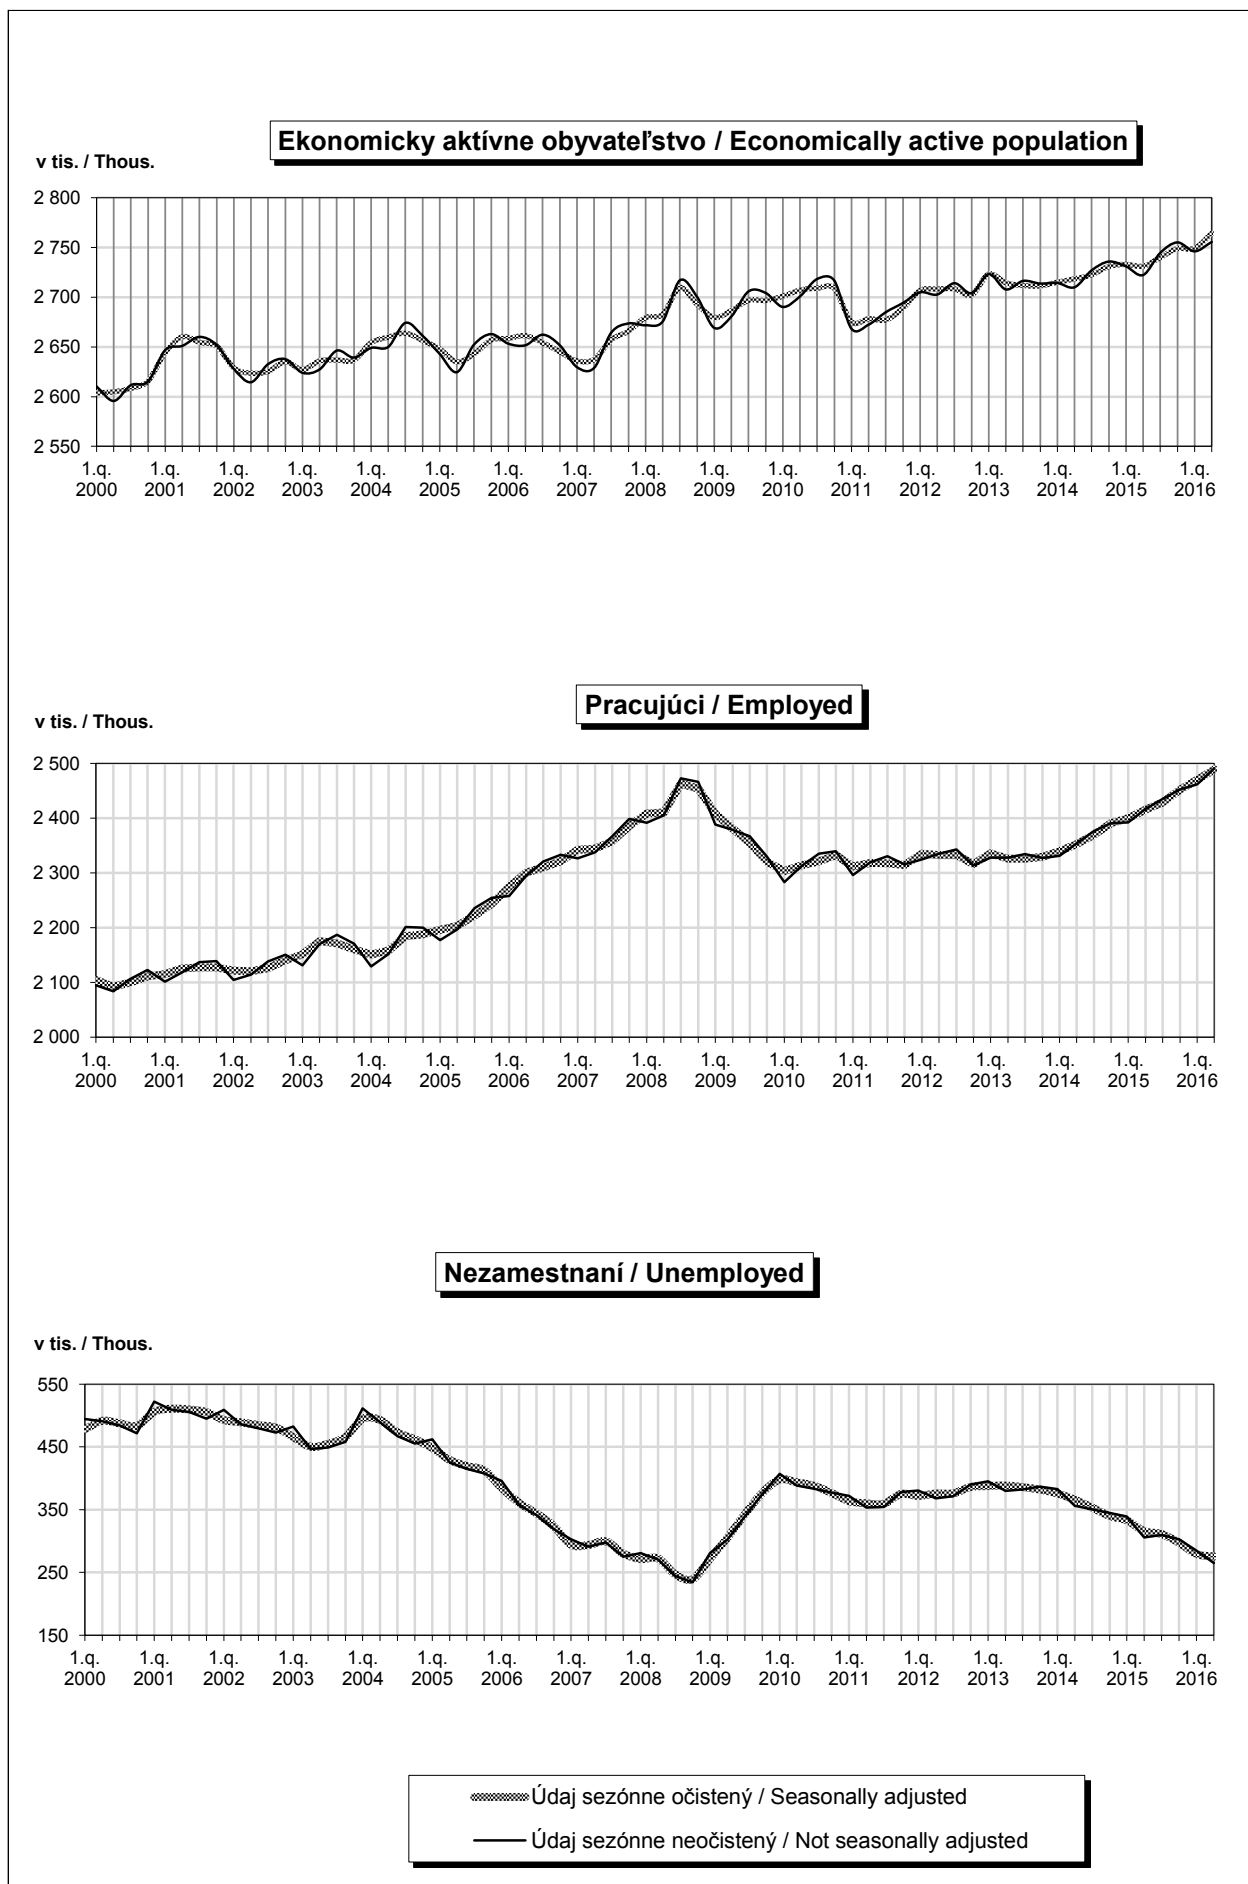 Ekonomicky aktívne obyvateľstvo / Economically active population
v tis. / Thous.
2 800
2 750
2 700
2 650
2 600
2 550
1.q. 1.q. 1.q. 1.q. 1.q. 1.q. 1.q. 1.q. 1.q. 1.q. 1.q. 1.q. 1.q. 1.q. 1.q. 1.q. 1.q.
2000 2001 2002 2003 2004 2005 2006 2007 2008 2009 2010 2011 2012 2013 2014 2015 2016
Pracujúci / Employed
v tis. / Thous.
2 500
2 400
2 300
2 200
2 100
2 000
1.q. 1.q. 1.q. 1.q. 1.q. 1.q. 1.q. 1.q. 1.q. 1.q. 1.q. 1.q. 1.q. 1.q. 1.q. 1.q. 1.q.
2000 2001 2002 2003 2004 2005 2006 2007 2008 2009 2010 2011 2012 2013 2014 2015 2016
Nezamestnaní / Unemployed
v tis. / Thous.
550
450
350
250
150
1.q. 1.q. 1.q. 1.q. 1.q. 1.q. 1.q. 1.q. 1.q. 1.q. 1.q. 1.q. 1.q. 1.q. 1.q. 1.q. 1.q.
2000 2001 2002 2003 2004 2005 2006 2007 2008 2009 2010 2011 2012 2013 2014 2015 2016
Údaj sezónne očistený / Seasonally adjusted
Údaj sezónne neočistený / Not seasonally adjusted